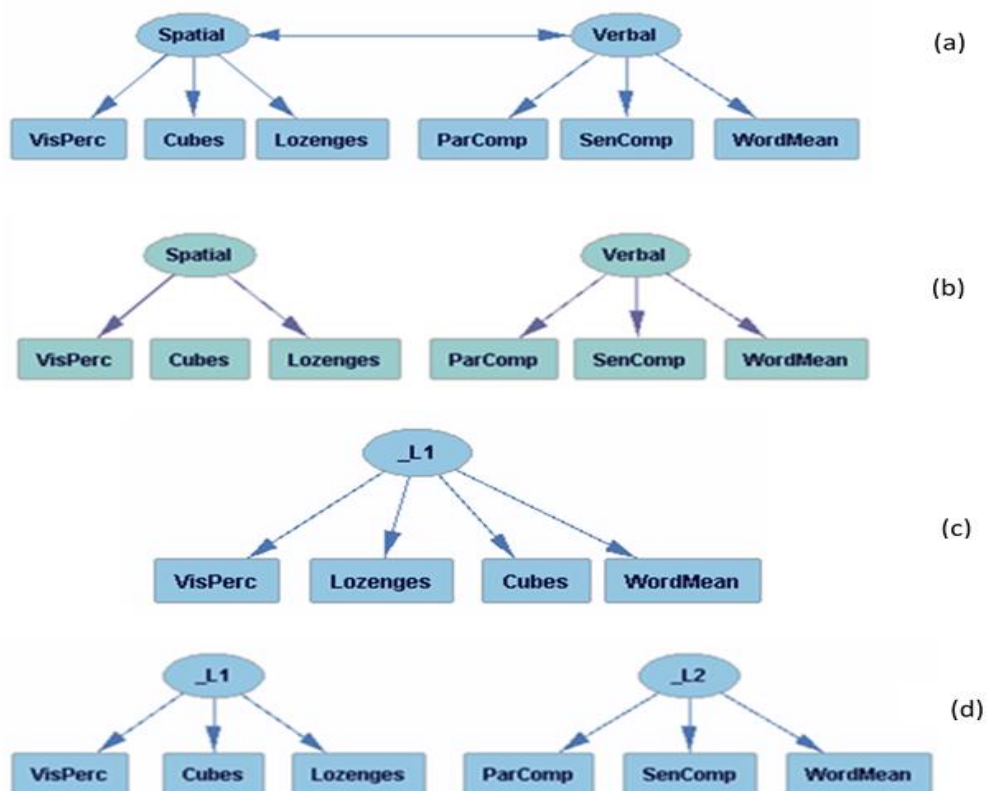 Spatial Verbal (a)
VisPerc Cubes Lozenges ParComp SenComp WordMean
Spatial Verbal
(b)
VisPerc Cubes Lozenges ParComp SenComp WordMean
_L1
(c)
VisPerc Lozenges Cubes WordMean
_L1 _L2
(d)
VisPerc Cubes Lozenges ParComp SenComp WordMean